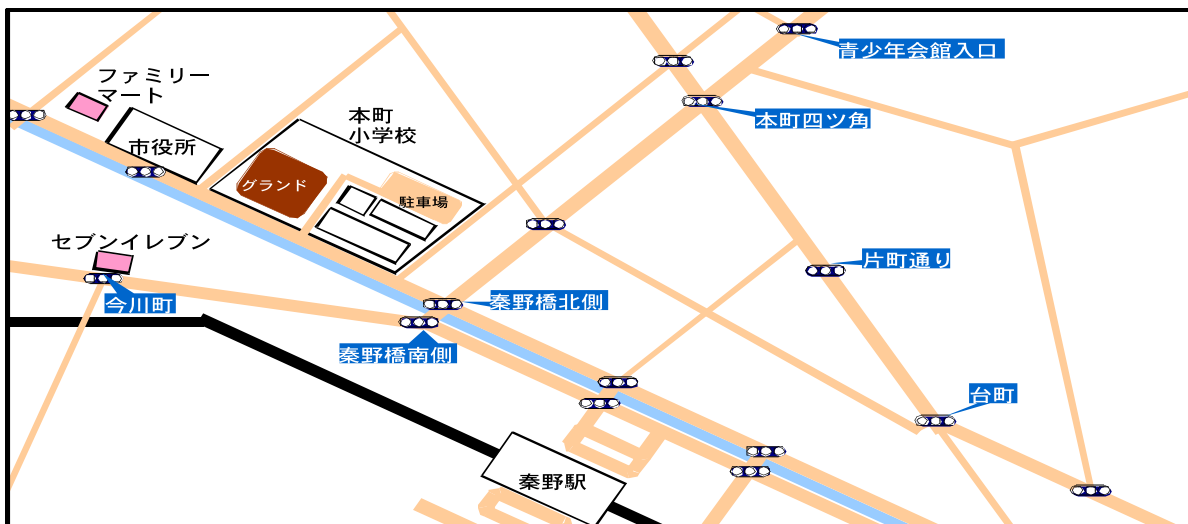 青少年会館入口
ファミリー
マート
本町
小学校
本町四ツ角
市役所
グランド
駐車場
セブンイレブン
片町通り
今川町
秦野橋北側
秦野橋南側
台町
秦野駅